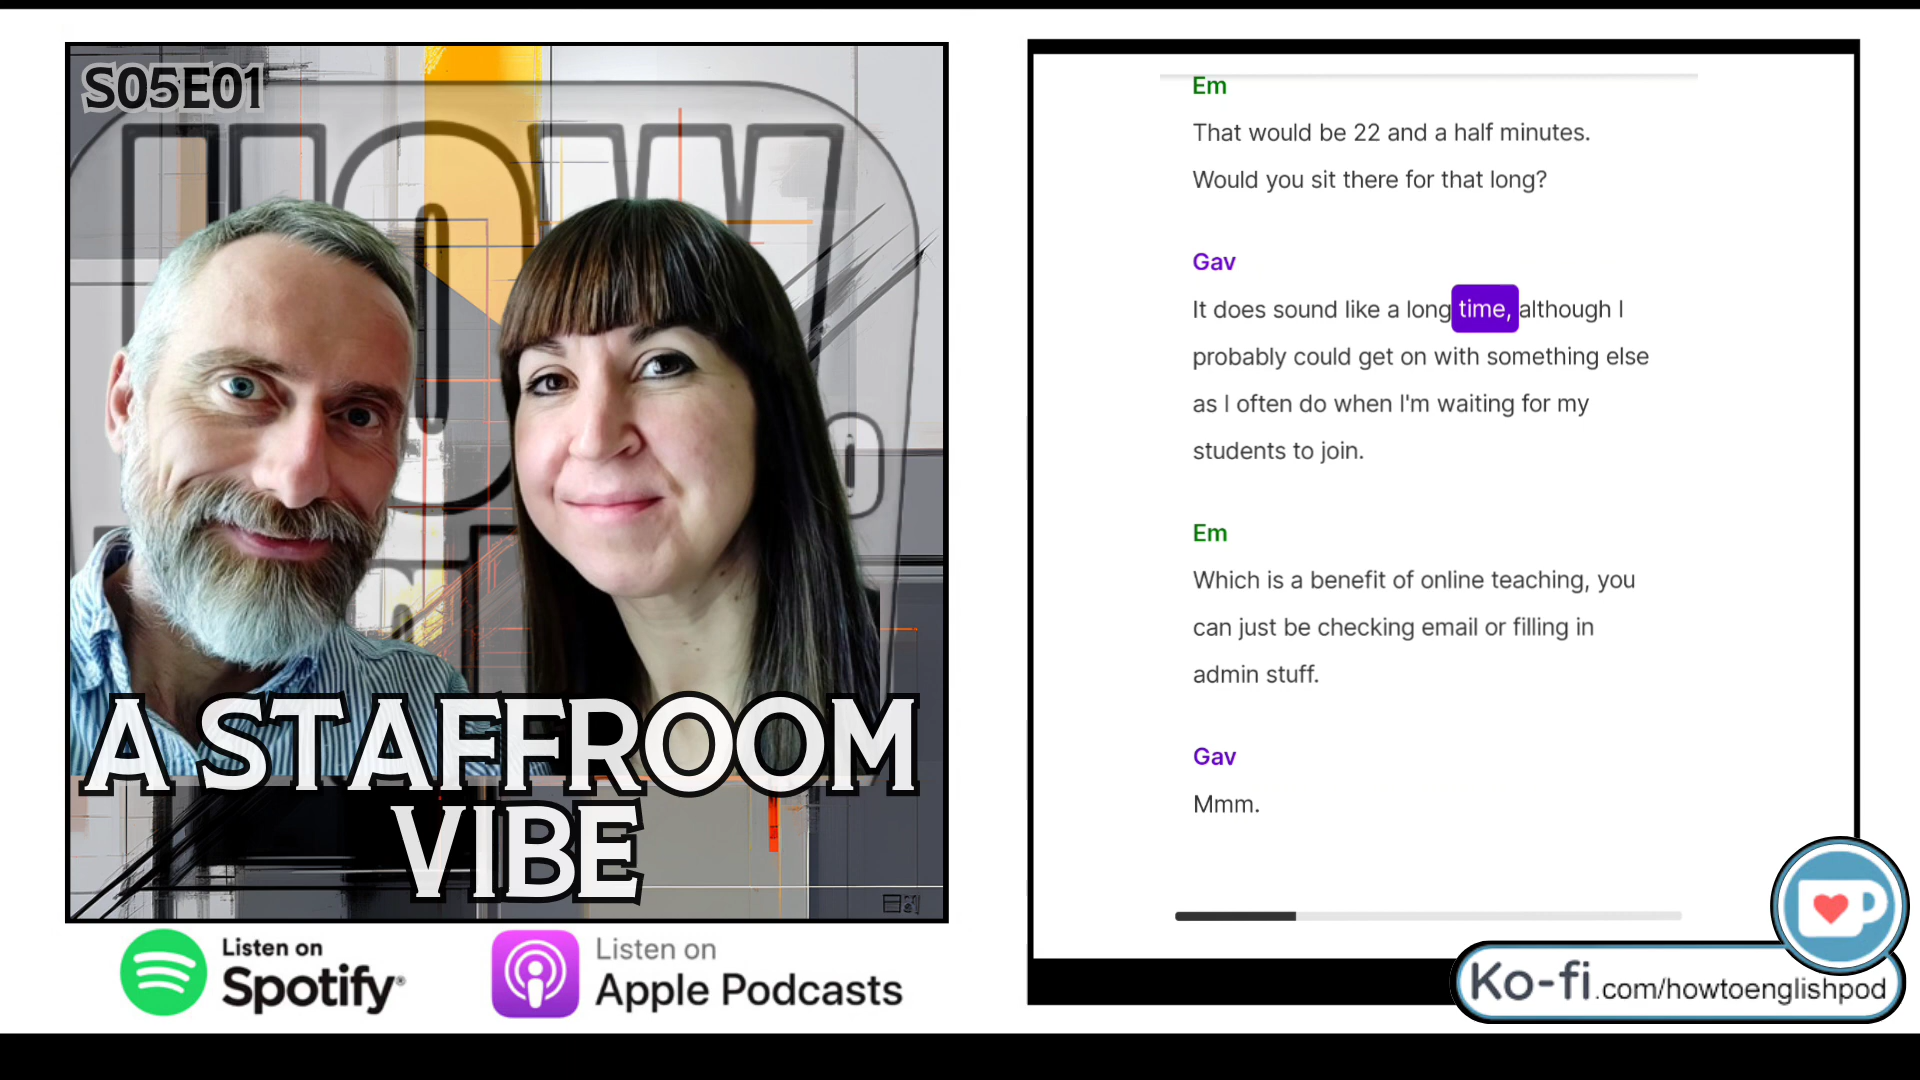 S05E01
HOW
TO
A STAFFROOM
VIBE
Listen on
Spotify®
Listen on
Apple Podcasts
Em
That would be 22 and a half minutes.
Would you sit there for that long?
Gav
It does sound like a long time, although I
probably could get on with something else
as I often do when I'm waiting for my
students to join.
Em
Which is a benefit of online teaching, you
can just be checking email or filling in
admin stuff.
Gav
Mmm.
Ko-fi.com/howtoenglishpod